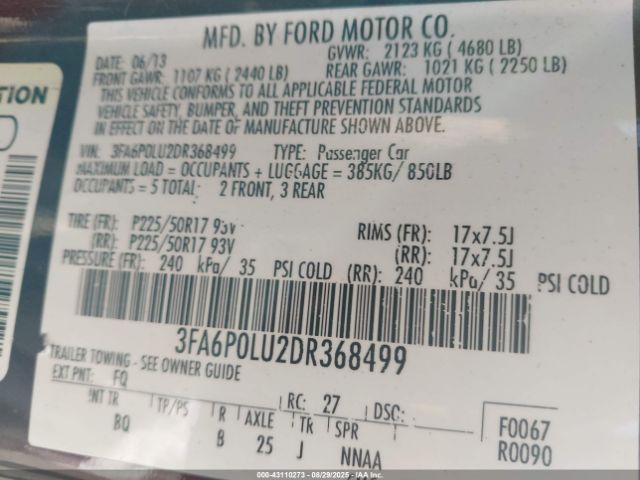 MFD. BY FORD MOTOR CO.
DATE: 06/13 GVWR: 2123 KG ( 4680 LB)
FRONT GAWR: 1107 KG ( 2440 LB) REAR GAWR: 1021 KG ( 2250 LB)
THIS VEHICLE CONFORMS TO ALL APPLICABLE FEDERAL MOTOR
VEHICLE SAFETY, BUMPER, AND THEFT PREVENTION STANDARDS
IN EFFECT ON THE DATE OF MANUFACTURE SHOWN ABOVE.
VIN: 3FA6P0LU2DR368499 TYPE: Passenger Car
MAXIMUM LOAD = OCCUPANTS + LUGGAGE = 385KG/ 850LB
OCCUPANTS = 5 TOTAL: 2 FRONT, 3 REAR
TIRE (FR): P225/50R17 93V RIMS (FR): 17x7.5J
(RR): P225/50R17 93V (RR): 17x7.5J
PRESSURE (FR): 240 kPa/ 35 PSI COLD (RR): 240 kPa/ 35 PSI COLD
3FA6P0LU2DR368499
TRAILER TOWING - SEE OWNER GUIDE
EXT PNT: FQ RC: 27 DSO:
INT TR TP/PS R AXLE TR SPR F0067
BQ B 25 J NNAA R0090
TION
© IAA-43110273 - 08/29/2025 - IAAHoldings, LLC